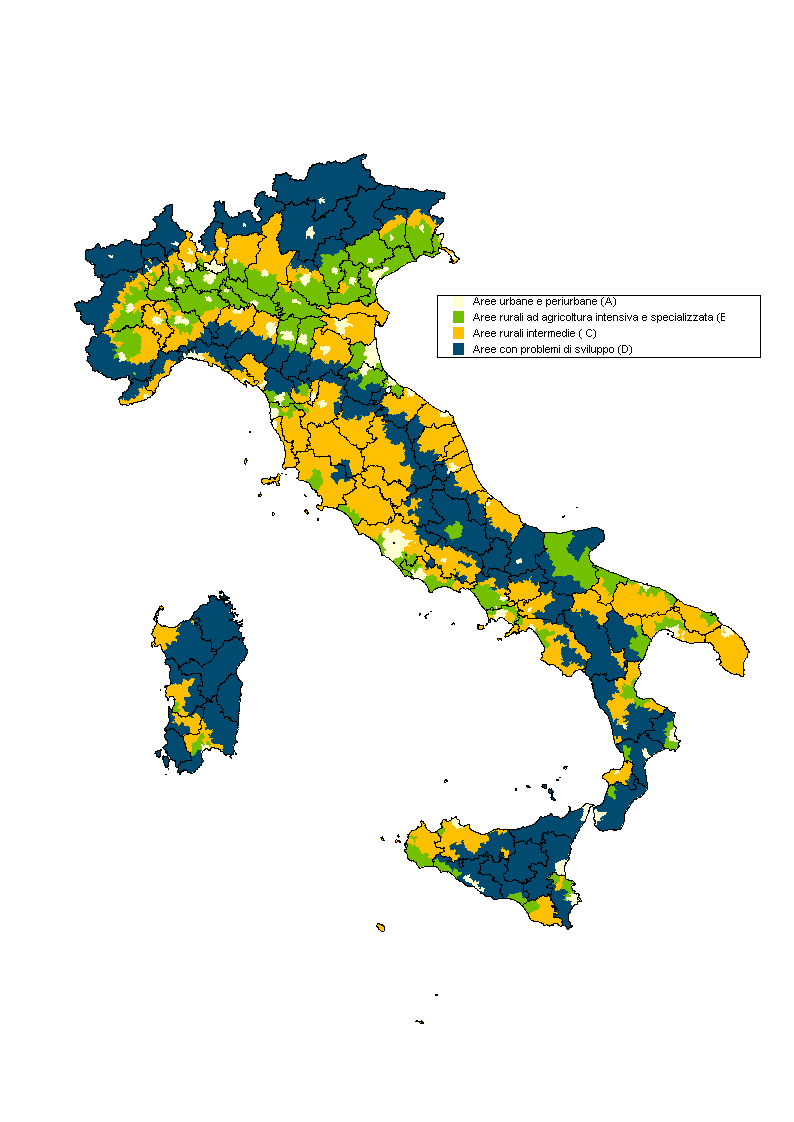 Aree urbane e periurbane (A)
Aree rurali ad agricoltura intensiva e specializzata (E
Aree rurali intermedie ( C)
Aree con problemi di sviluppo (D)